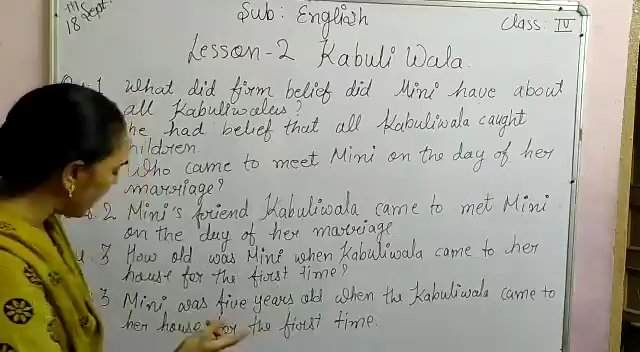 18th Sept.
Sub: English
Class: IV
Lesson-2 Kabuli Wala.
Qu.1 What did firm belief did Mini have about
all Kabuliwalas?
he had belief that all Kabuliwala caught
hildren.
Who came to meet Mini on the day of her
marriage?
s.2 Mini's friend Kabuliwala came to met Mini
on the day of her marriage.
u.3 How old was Mini when Kabuliwala came to her
house for the first time?
s.3 Mini was five years old when the Kabuliwala came to
her house for the first time.